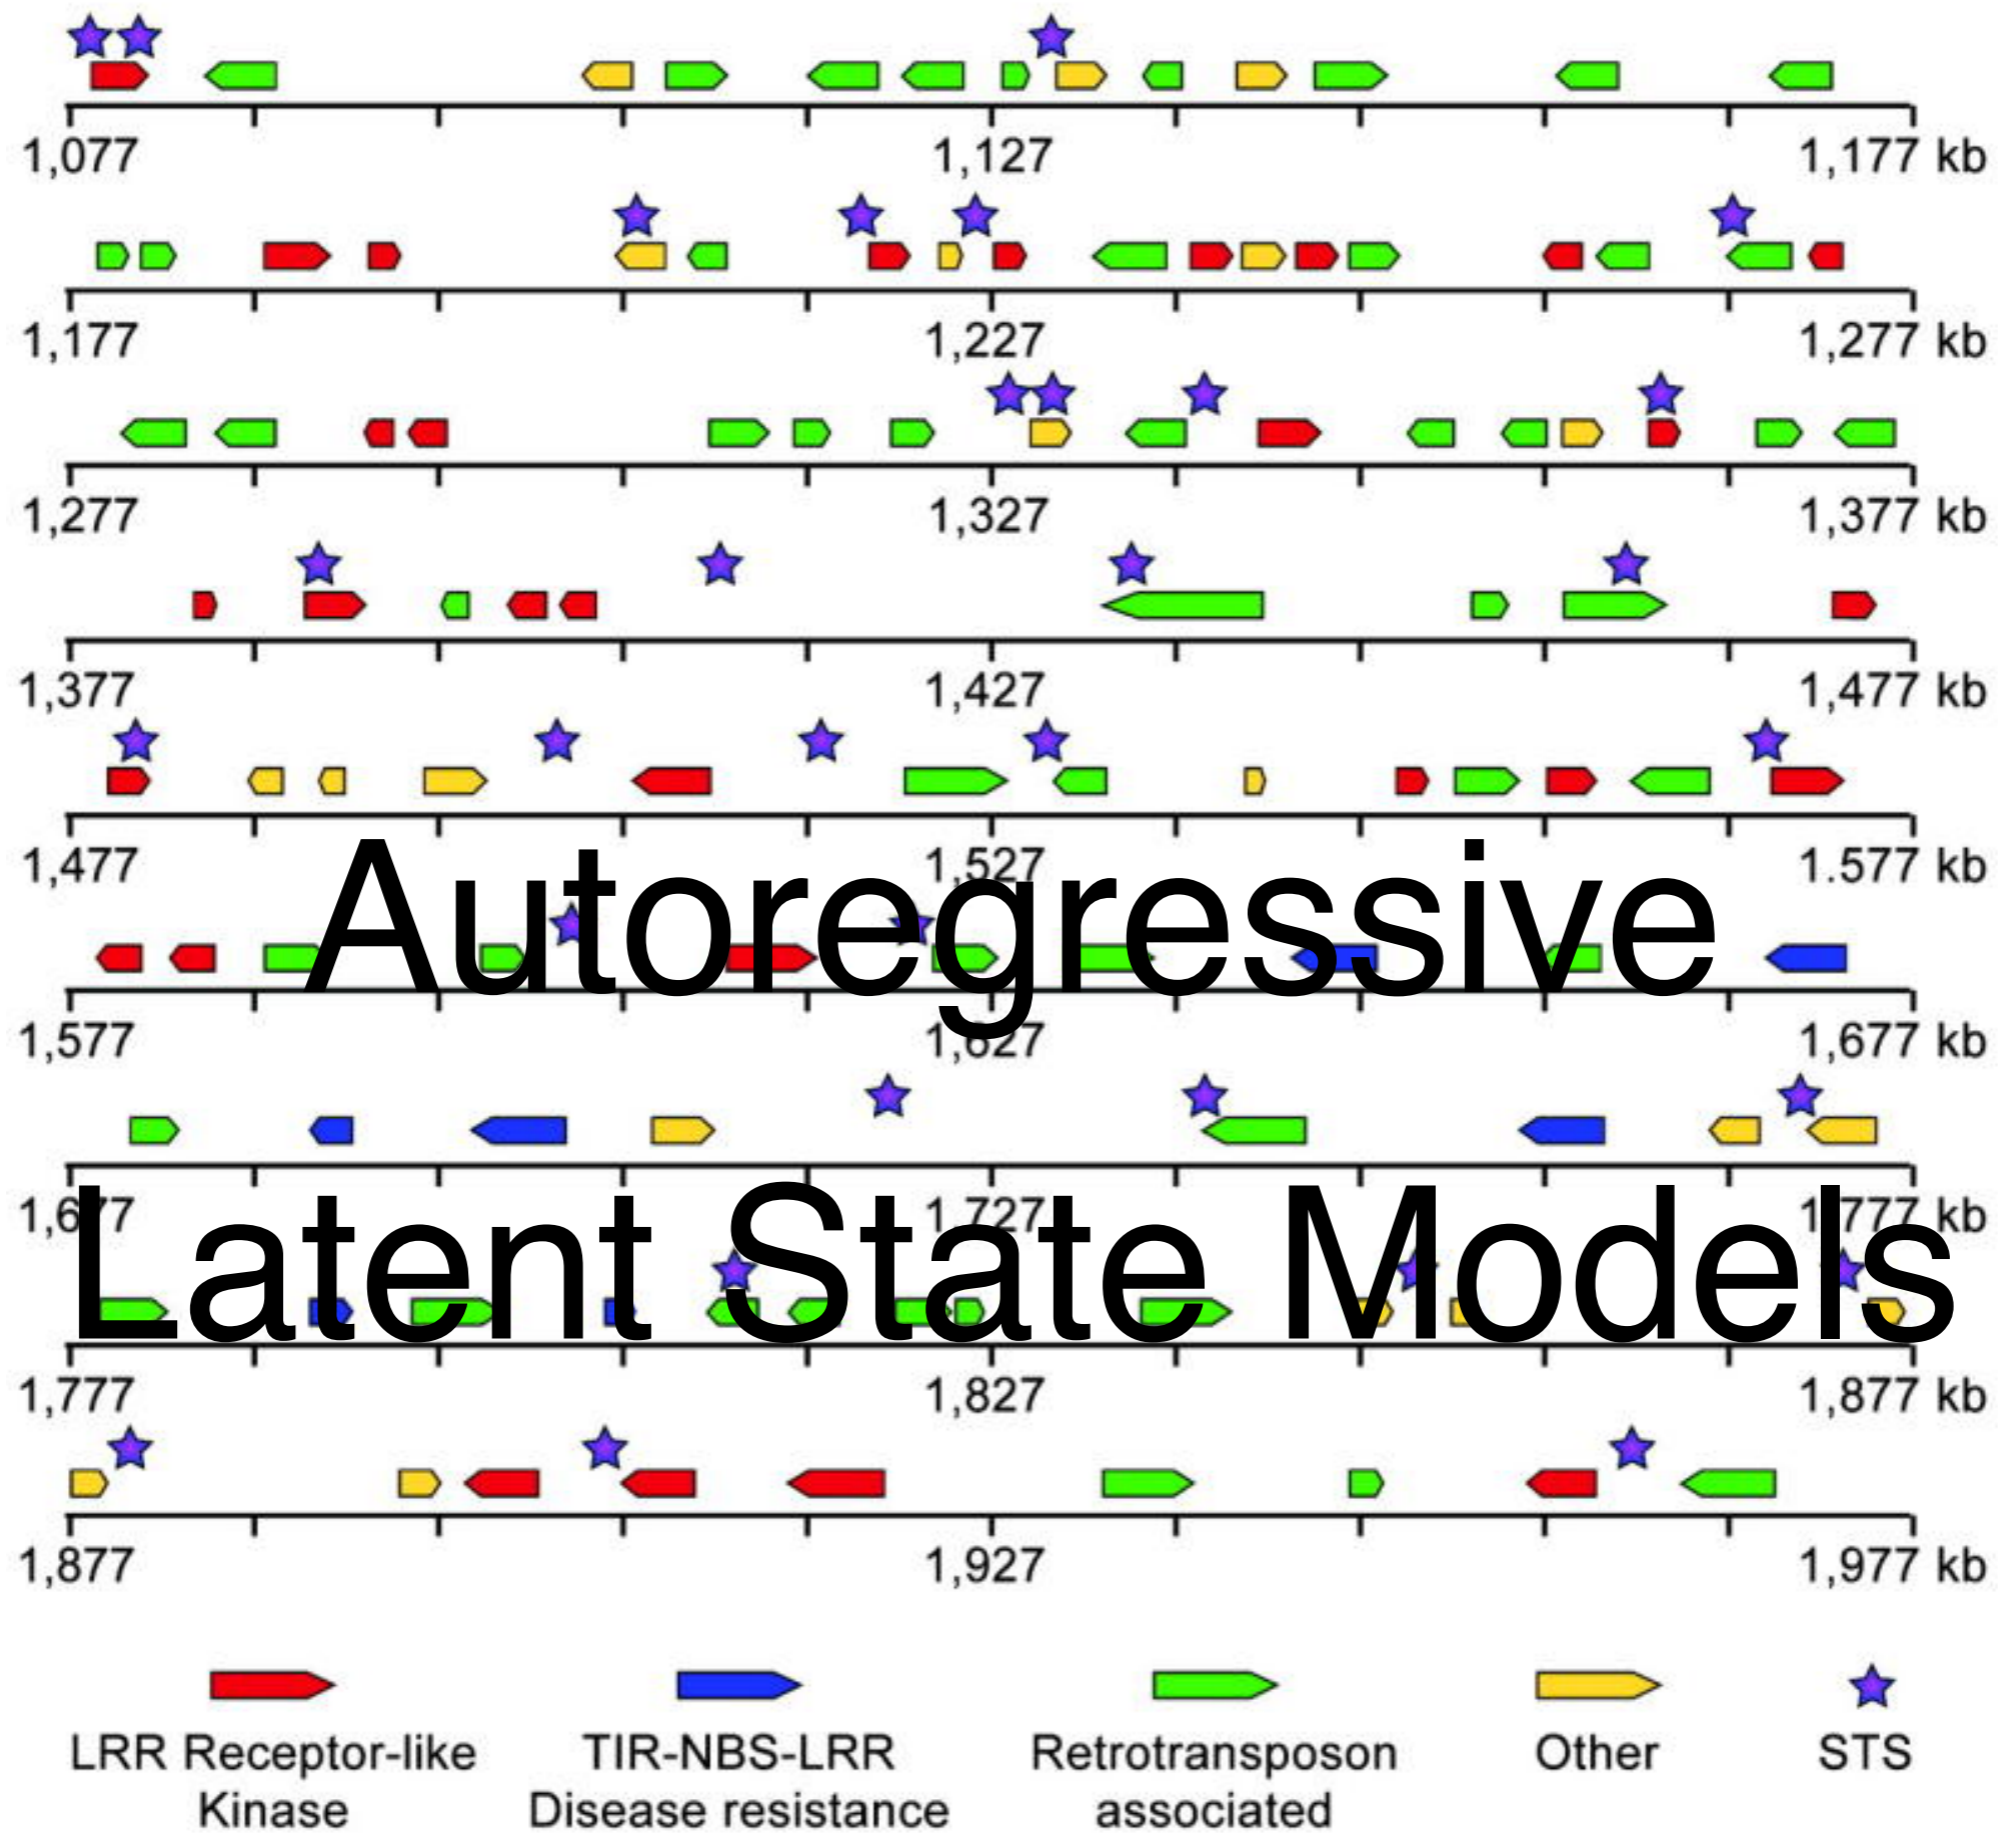 1,077 1,127 1,177 kb
1,177 1,227 1,277 kb
1,277 1,327 1,377 kb
1,377 1,427 1,477 kb
1,477 1,527 1.577 kb
Autoregressive
1,577 1,627 1,677 kb
1,677 1,727 1,777 kb
Latent State Models
1,777 1,827 1,877 kb
1,877 1,927 1,977 kb
LRR Receptor-like TIR-NBS-LRR Retrotransposon Other STS
Kinase Disease resistance associated